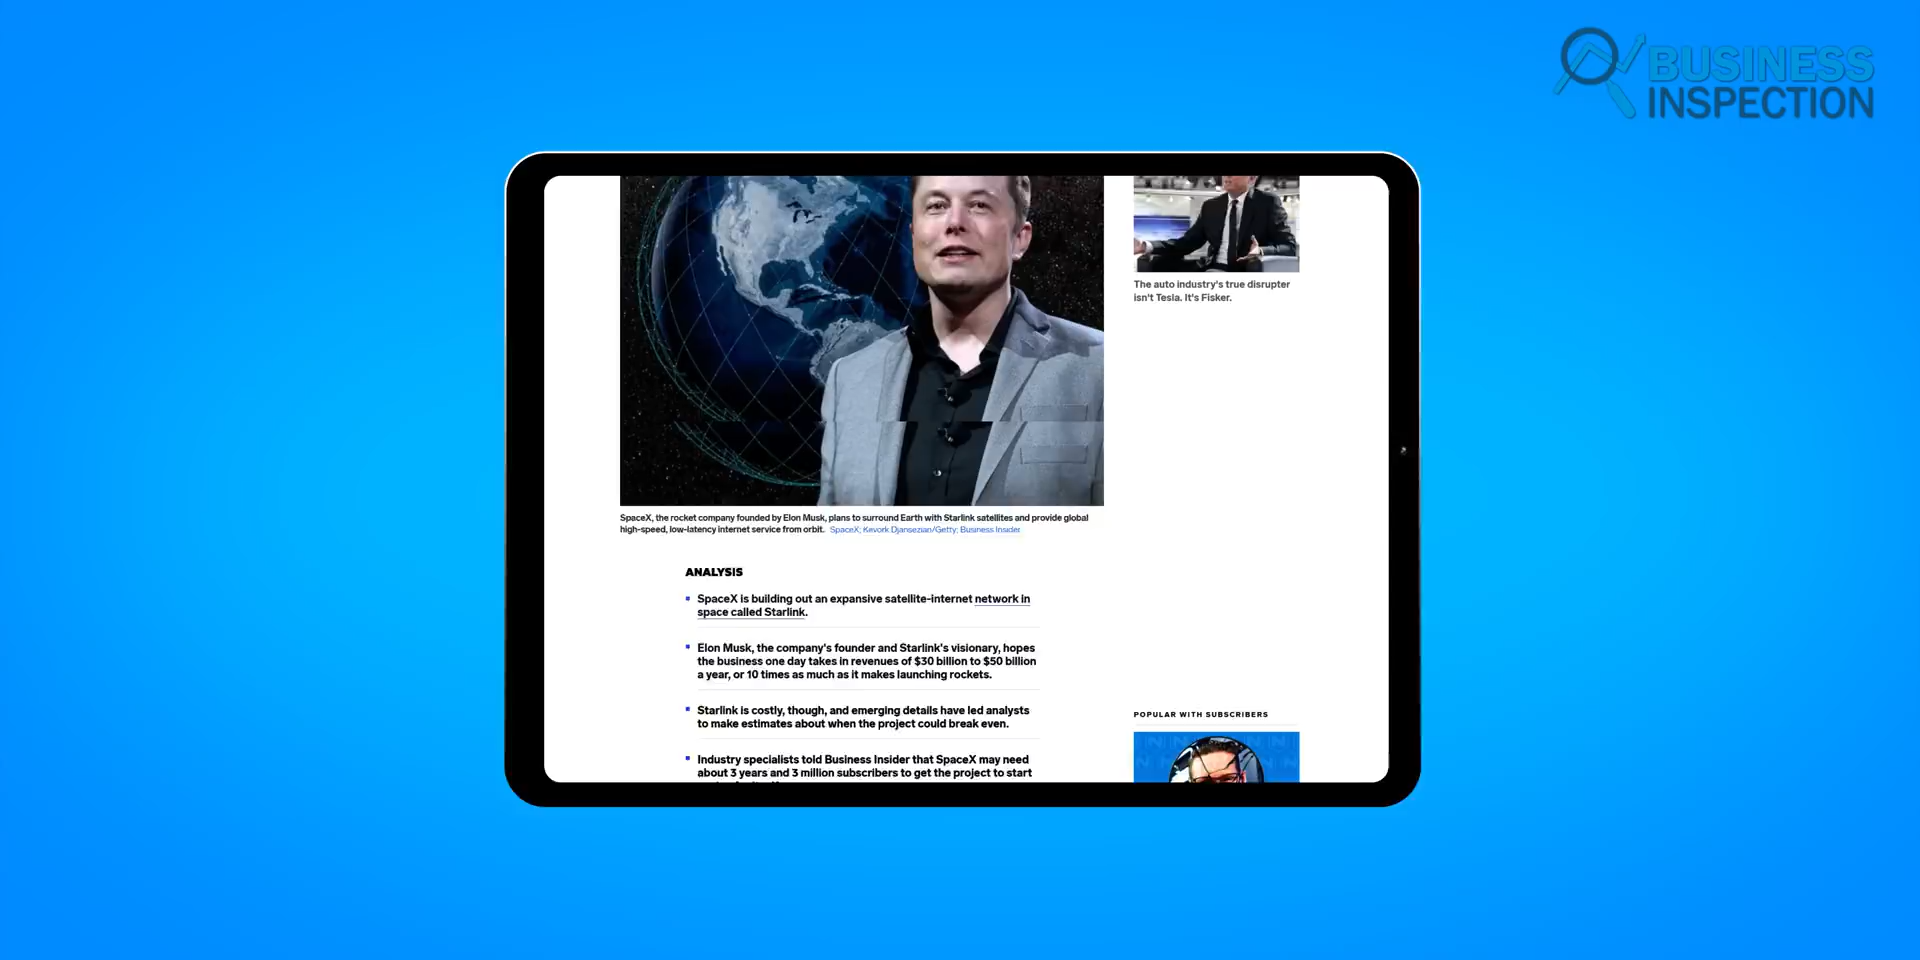 BUSINESS
INSPECTION
The auto industry's true disrupter
isn't Tesla. It's Fisker.
SpaceX, the rocket company founded by Elon Musk, plans to surround Earth with Starlink satellites and provide global
high-speed, low-latency internet service from orbit. SpaceX; Kevork Djansezian/Getty; Business Insider
ANALYSIS
SpaceX is building out an expansive satellite-internet network in
space called Starlink.
Elon Musk, the company's founder and Starlink's visionary, hopes
the business one day takes in revenues of $30 billion to $50 billion
a year, or 10 times as much as it makes launching rockets.
Starlink is costly, though, and emerging details have led analysts
to make estimates about when the project could break even.
Industry specialists told Business Insider that SpaceX may need
about 3 years and 3 million subscribers to get the project to start
POPULAR WITH SUBSCRIBERS